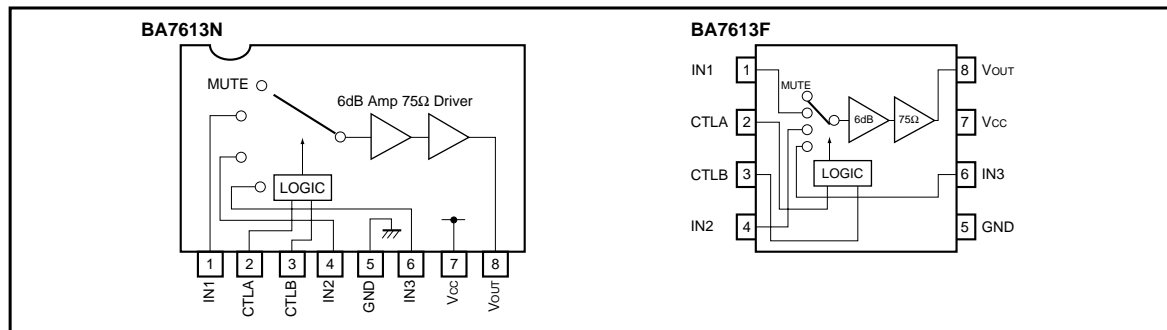 BA7613N
MUTE
6dB Amp 75Ω Driver
LOGIC
1 2 3 4 5 6 7 8
IN1 CTLA CTLB IN2 GND IN3 VCC VOUT
BA7613F
IN1 1
MUTE
8 VOUT
CTLA 2
6dB 75Ω
7 VCC
CTLB 3
LOGIC
6 IN3
IN2 4
5 GND